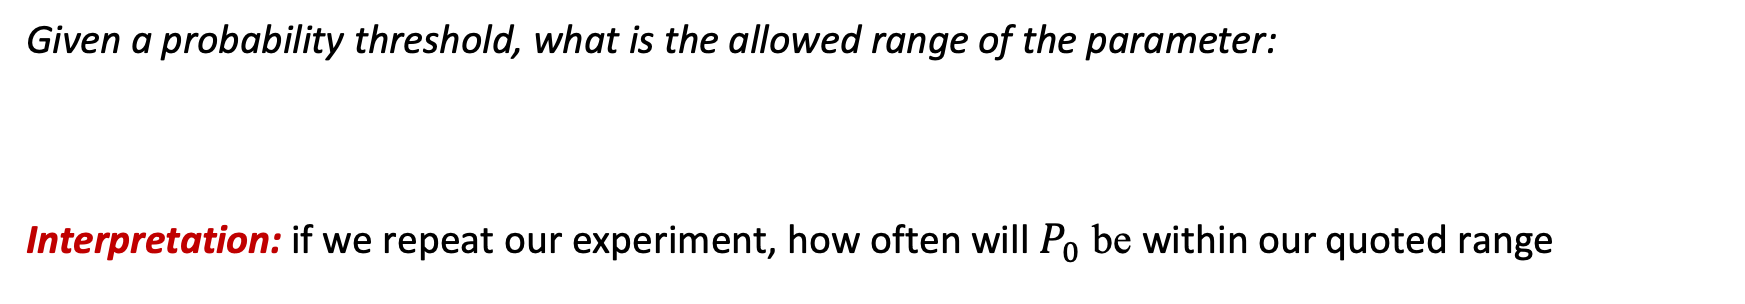 Given a probability threshold, what is the allowed range of the parameter:
Interpretation: if we repeat our experiment, how often will P₀ be within our quoted range